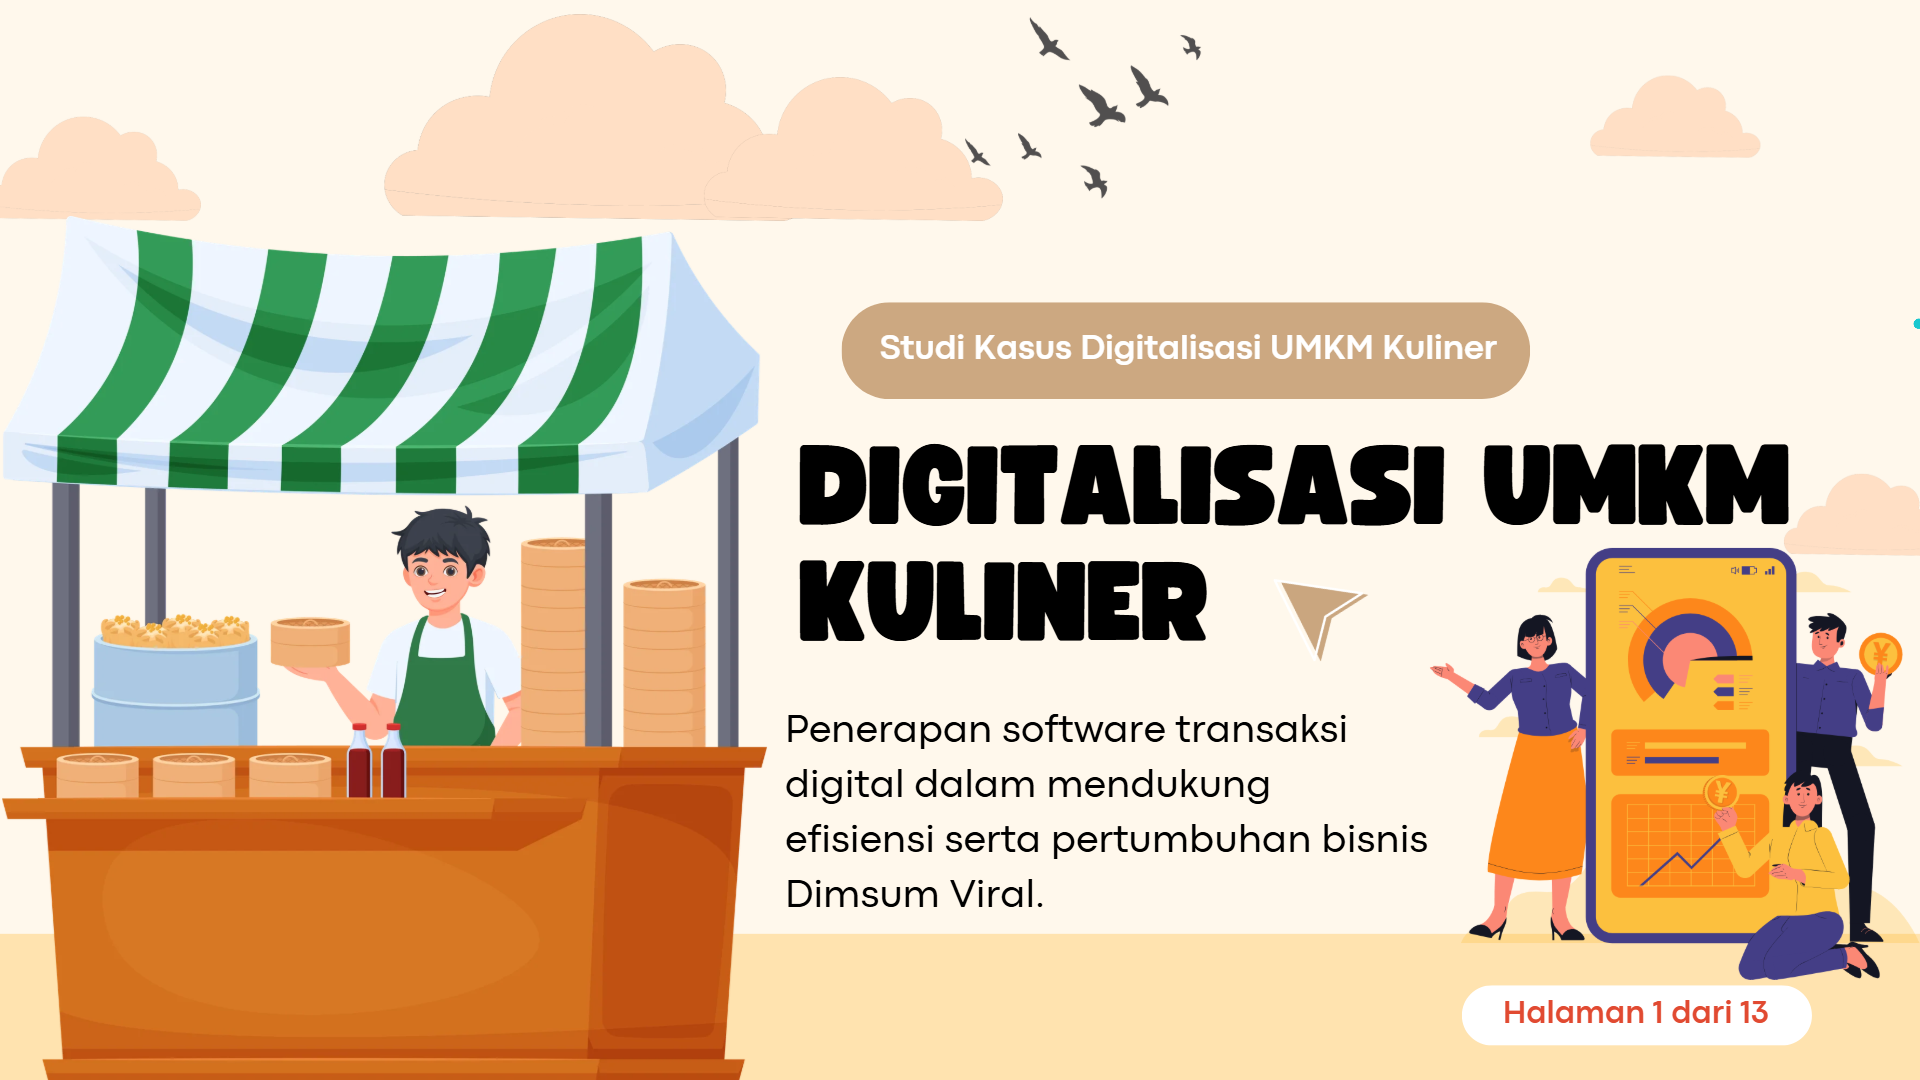 Studi Kasus Digitalisasi UMKM Kuliner
DIGITALISASI UMKM
KULINER
Penerapan software transaksi
digital dalam mendukung
efisiensi serta pertumbuhan bisnis
Dimsum Viral.
Halaman 1 dari 13